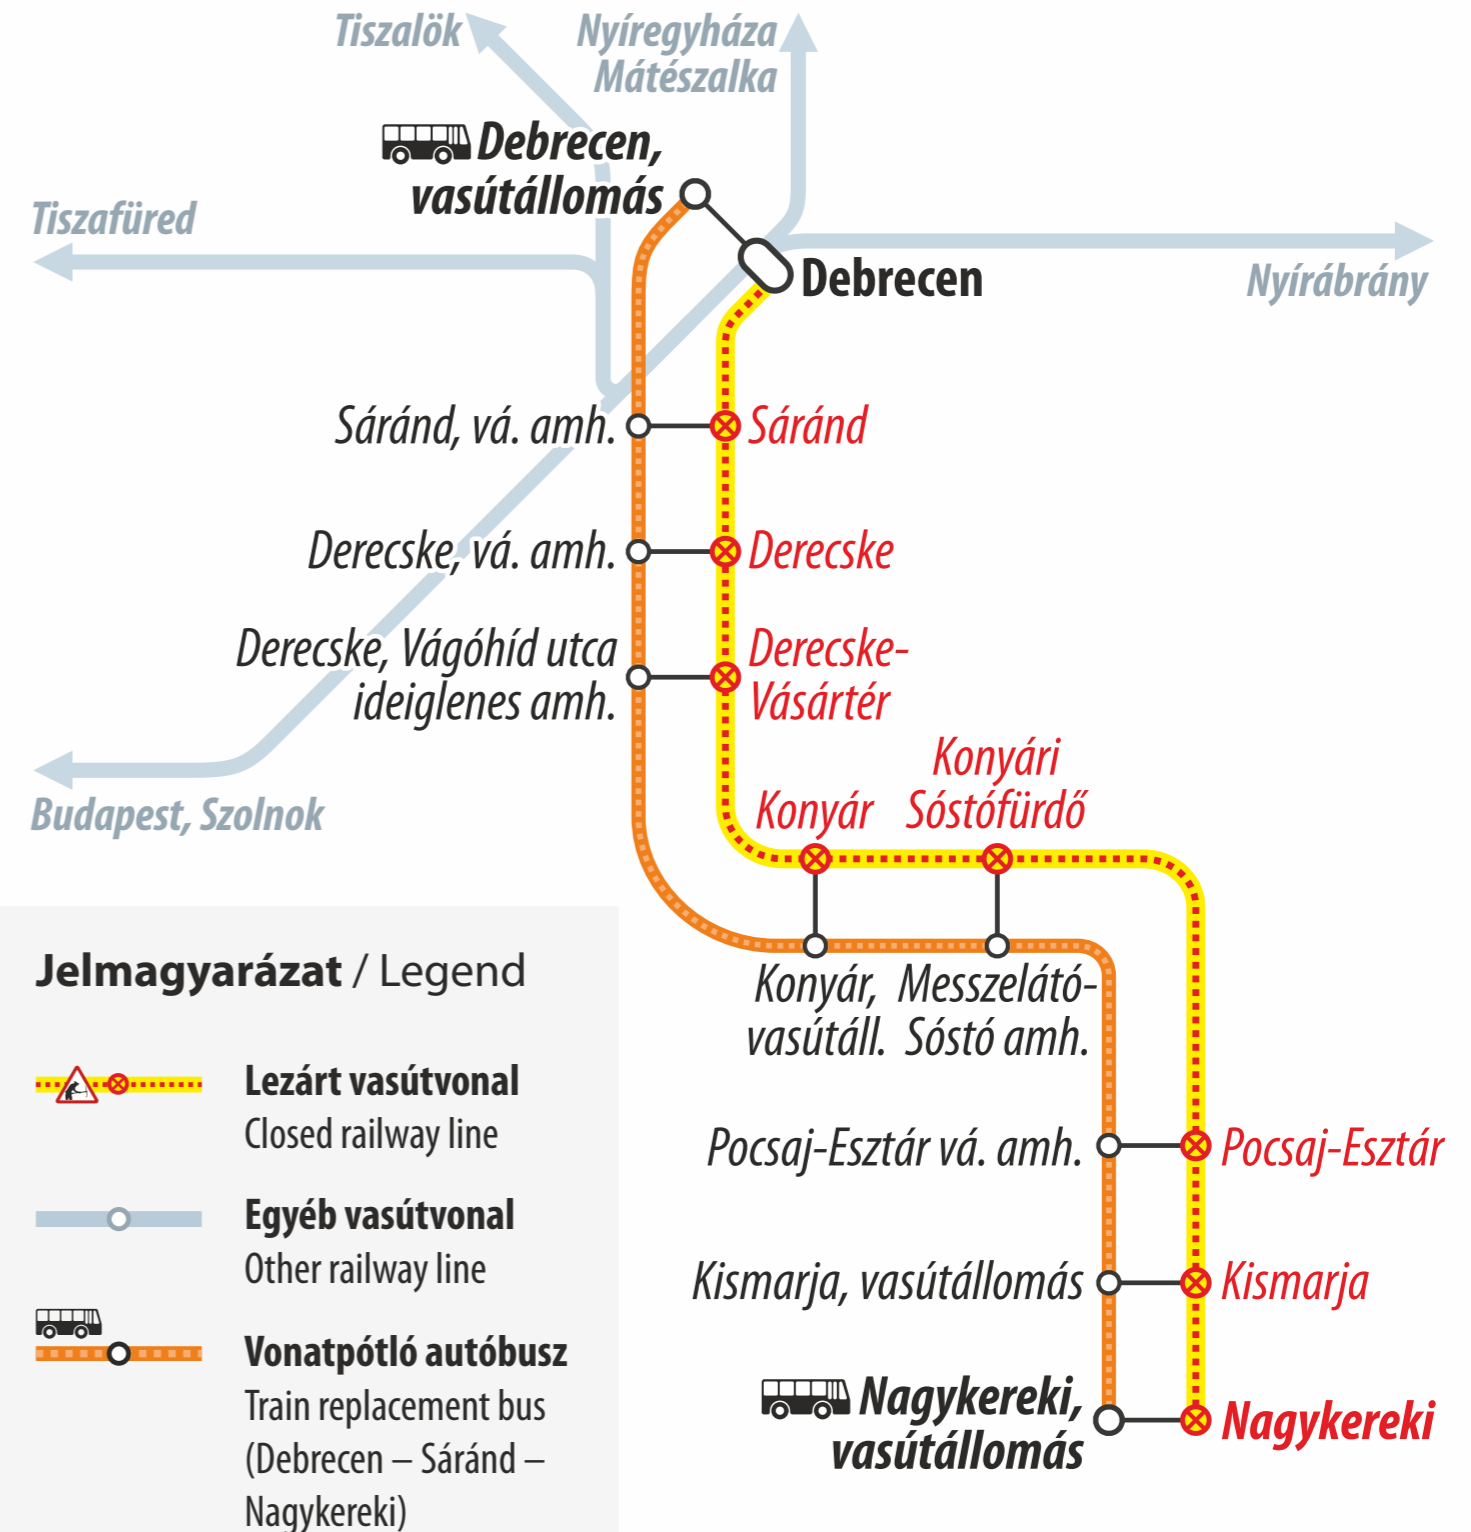 Tiszalök
Nyíregyháza
Mátészalka
Debrecen,
vasútállomás
Tiszafüred
Debrecen
Nyírábrány
Sáránd, vá. amh.
Sáránd
Derecske, vá. amh.
Derecske
Derecske, Vágóhíd utca
ideiglenes amh.
Derecske-
Vásártér
Budapest, Szolnok
Konyár
Konyári
Sóstófürdő
Konyár,
vasútáll.
Messzelátó-
Sóstó amh.
Pocsaj-Esztár vá. amh.
Pocsaj-Esztár
Kismarja, vasútállomás
Kismarja
Nagykereki,
vasútállomás
Nagykereki
Jelmagyarázat / Legend
Lezárt vasútvonal
Closed railway line
Egyéb vasútvonal
Other railway line
Vonatpótló autóbusz
Train replacement bus
(Debrecen – Sáránd –
Nagykereki)